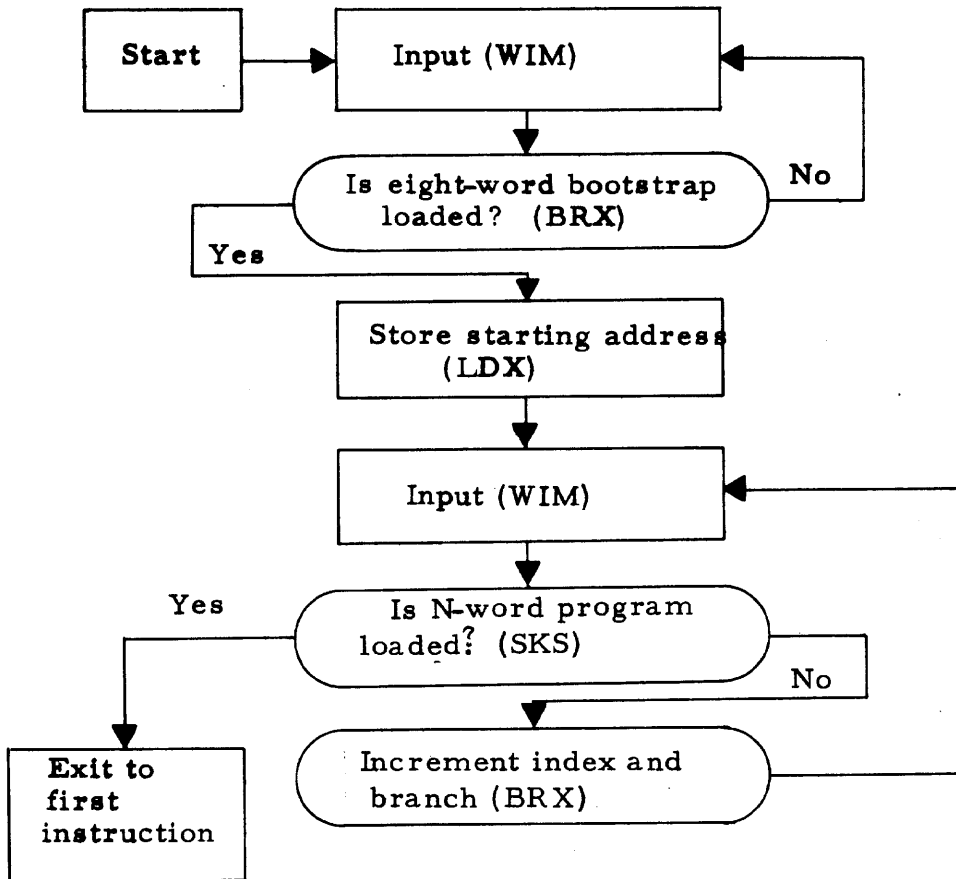 Start
Input (WIM)
Is eight-word bootstrap
loaded? (BRX)
No
Yes
Store starting address
(LDX)
Input (WIM)
Yes
Is N-word program
loaded? (SKS)
No
Increment index and
branch (BRX)
Exit to
first
instruction